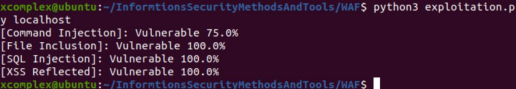 xcomplex@ubuntu:~/InformtionsSecurityMethodsAndTools/WAF$ python3 exploitation.p
y localhost
[Command Injection]: Vulnerable 75.0%
[File Inclusion]: Vulnerable 100.0%
[SQL Injection]: Vulnerable 100.0%
[XSS Reflected]: Vulnerable 100.0%
xcomplex@ubuntu:~/InformtionsSecurityMethodsAndTools/WAF$